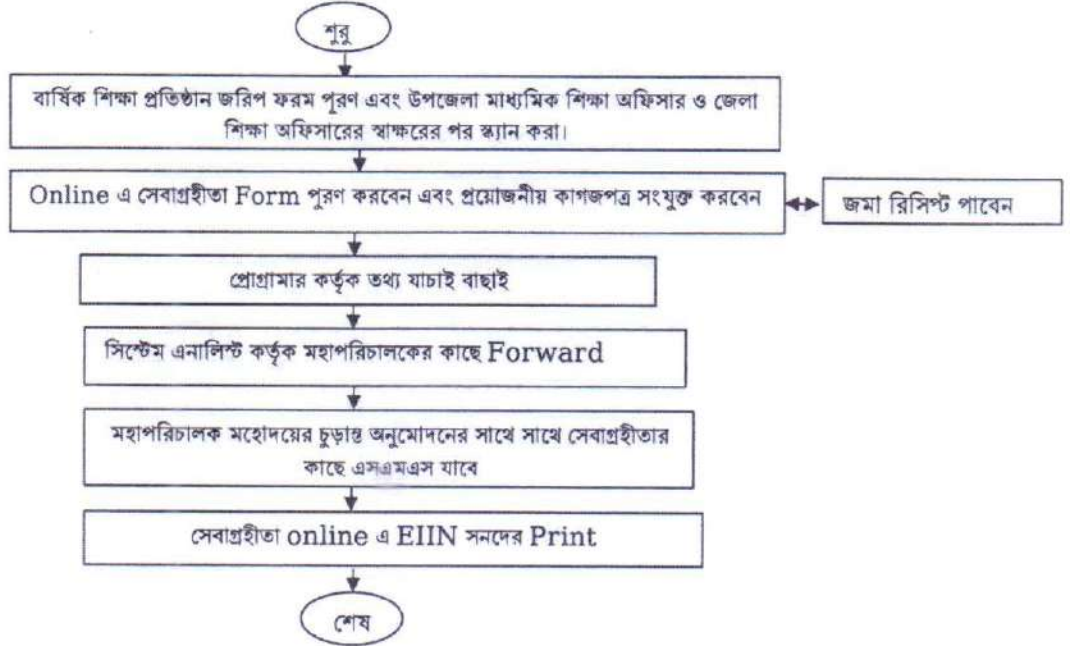 শুরু
বার্ষিক শিক্ষা প্রতিষ্ঠান জরিপ ফরম পুরণ এবং উপজেলা মাধ্যমিক শিক্ষা অফিসার ও জেলা
শিক্ষা অফিসারের স্বাক্ষরের পর স্ক্যান করা।
Online এ সেবাগ্রহীতা Form পুরণ করবেন এবং প্রয়োজনীয় কাগজপত্র সংযুক্ত করবেন
জমা রিসিপ্ট পাবেন
প্রোগ্রামার কর্তৃক তথ্য যাচাই বাছাই
সিস্টেম এনালিস্ট কর্তৃক মহাপরিচালকের কাছে Forward
মহাপরিচালক মহোদয়ের চুড়ান্ত অনুমোদনের সাথে সাথে সেবাগ্রহীতার
কাছে এসএমএস যাবে
সেবাগ্রহীতা online এ EIIN সনদের Print
শেষ